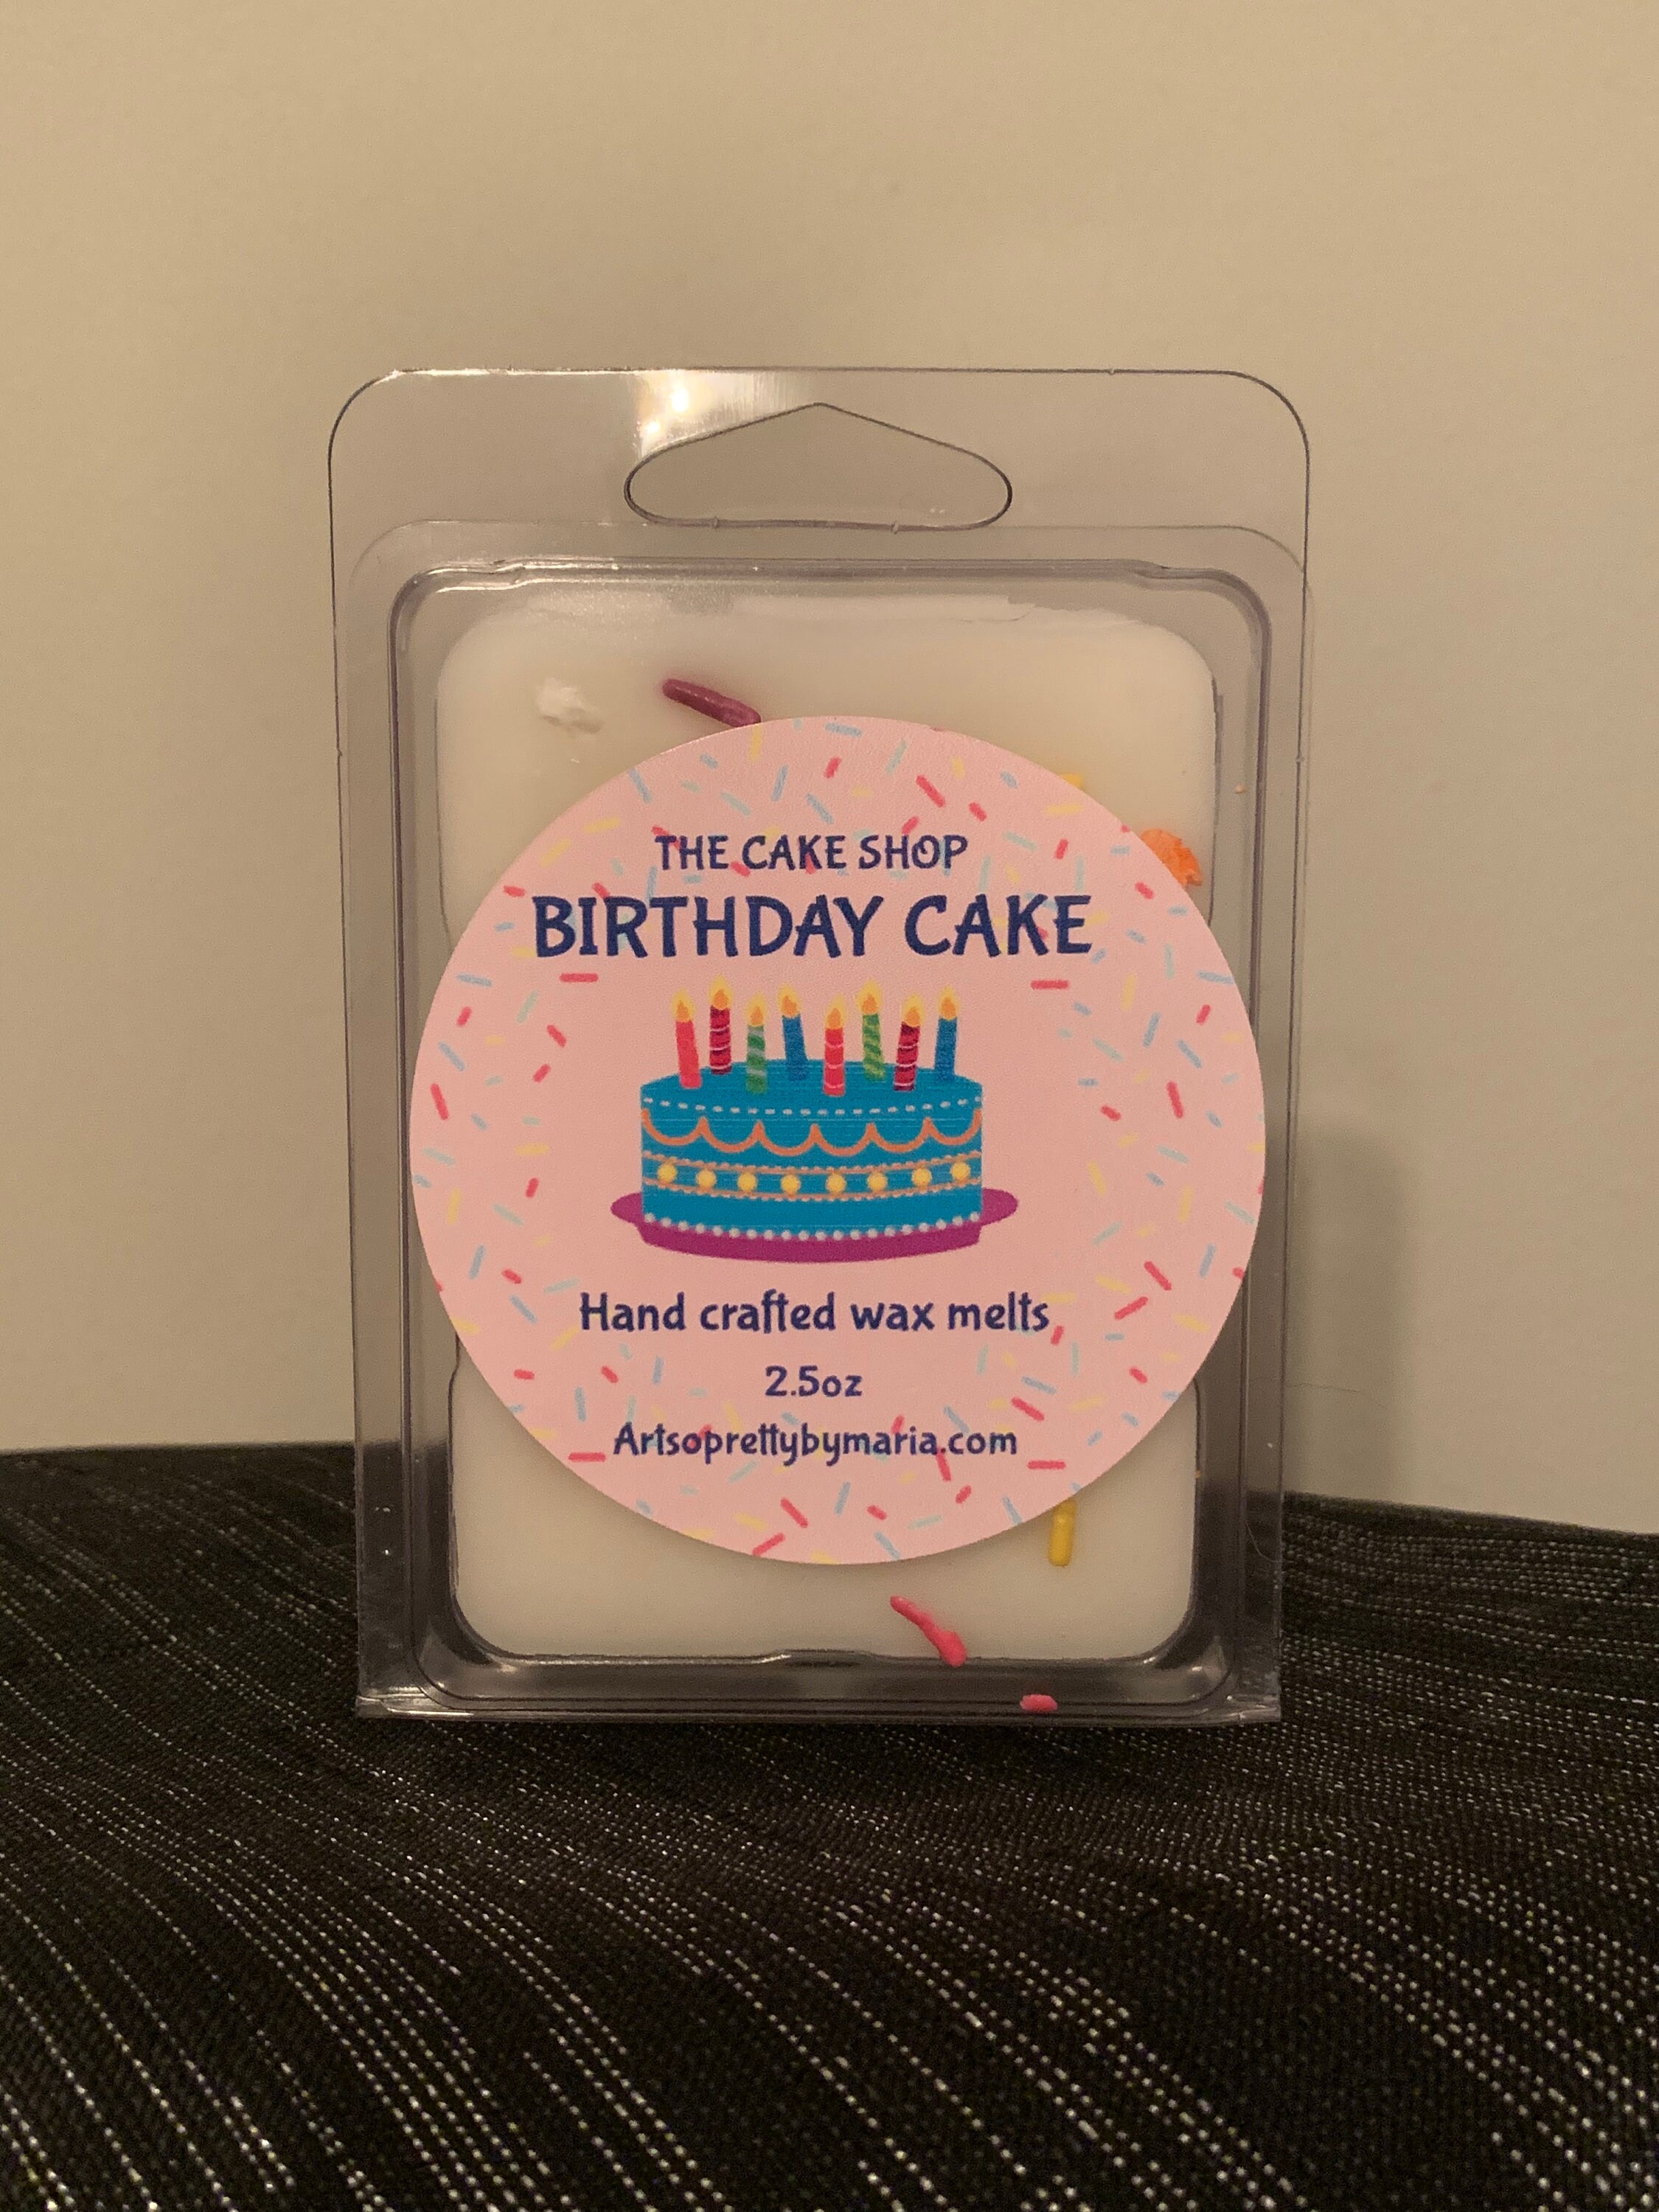 THE CAKE SHOP
BIRTHDAY CAKE
Hand crafted wax melts
2.5oz
Artsoprettybymaria.com